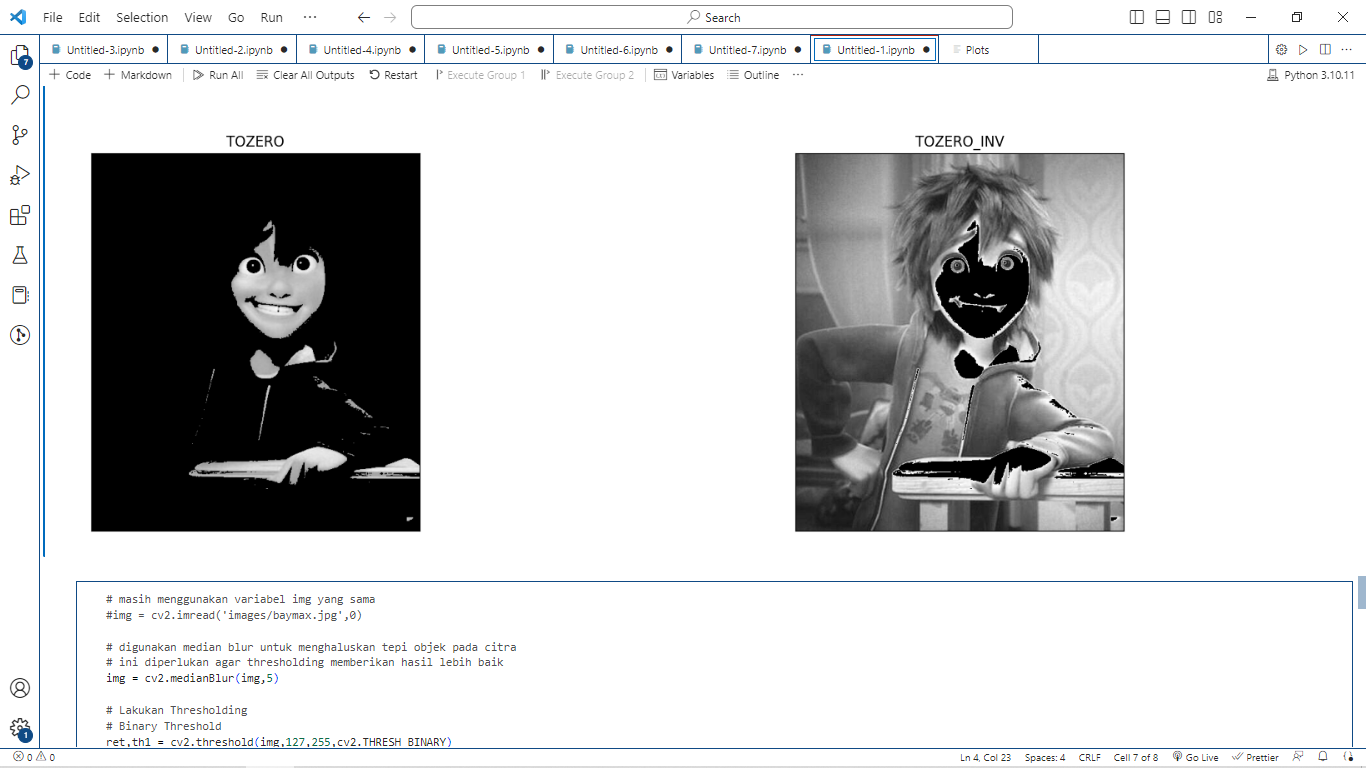 File Edit Selection View Go Run ··· Search
7
Untitled-3.ipynb Untitled-2.ipynb Untitled-4.ipynb Untitled-5.ipynb Untitled-6.ipynb Untitled-7.ipynb Untitled-1.ipynb Plots
+ Code + Markdown Run All Clear All Outputs Restart Execute Group 1 Execute Group 2 Variables Outline ··· Python 3.10.11
TOZERO TOZERO_INV
# masih menggunakan variabel img yang sama
#img = cv2.imread('images/baymax.jpg',0)
# digunakan median blur untuk menghaluskan tepi objek pada citra
# ini diperlukan agar thresholding memberikan hasil lebih baik
img = cv2.medianBlur(img,5)
# Lakukan Thresholding
# Binary Threshold
ret,th1 = cv2.threshold(img,127,255,cv2.THRESH_BINARY)
1
0 0 Ln 4, Col 23 Spaces: 4 CRLF Cell 7 of 8 Go Live Prettier